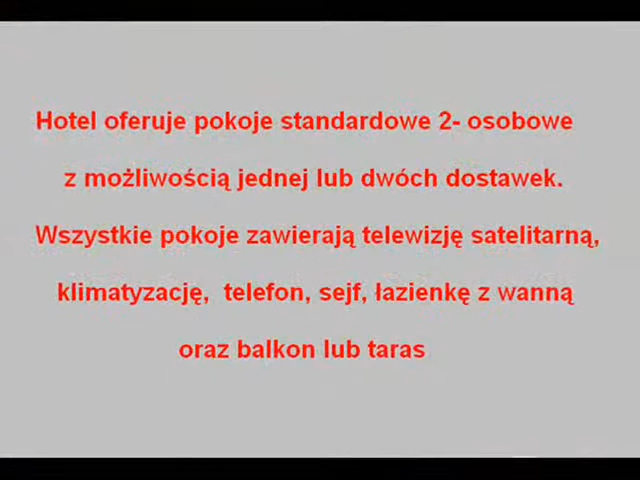 Hotel oferuje pokoje standardowe 2- osobowe
z możliwością jednej lub dwóch dostawek.
Wszystkie pokoje zawierają telewizję satelitarną,
klimatyzację, telefon, sejf, łazienkę z wanną
oraz balkon lub taras